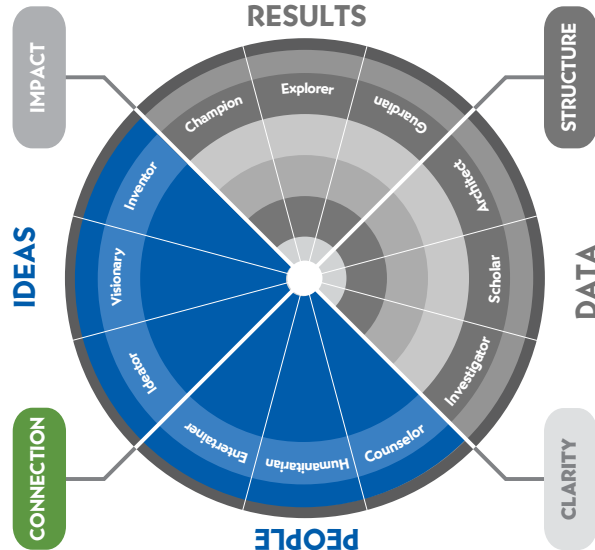 RESULTS
IMPACT
STRUCTURE
Champion
Explorer
Guardian
Architect
Scholar
Investigator
Inventor
Visionary
Ideator
Entertainer
Humanitarian
Counselor
IDEAS
DATA
PEOPLE
CONNECTION
CLARITY